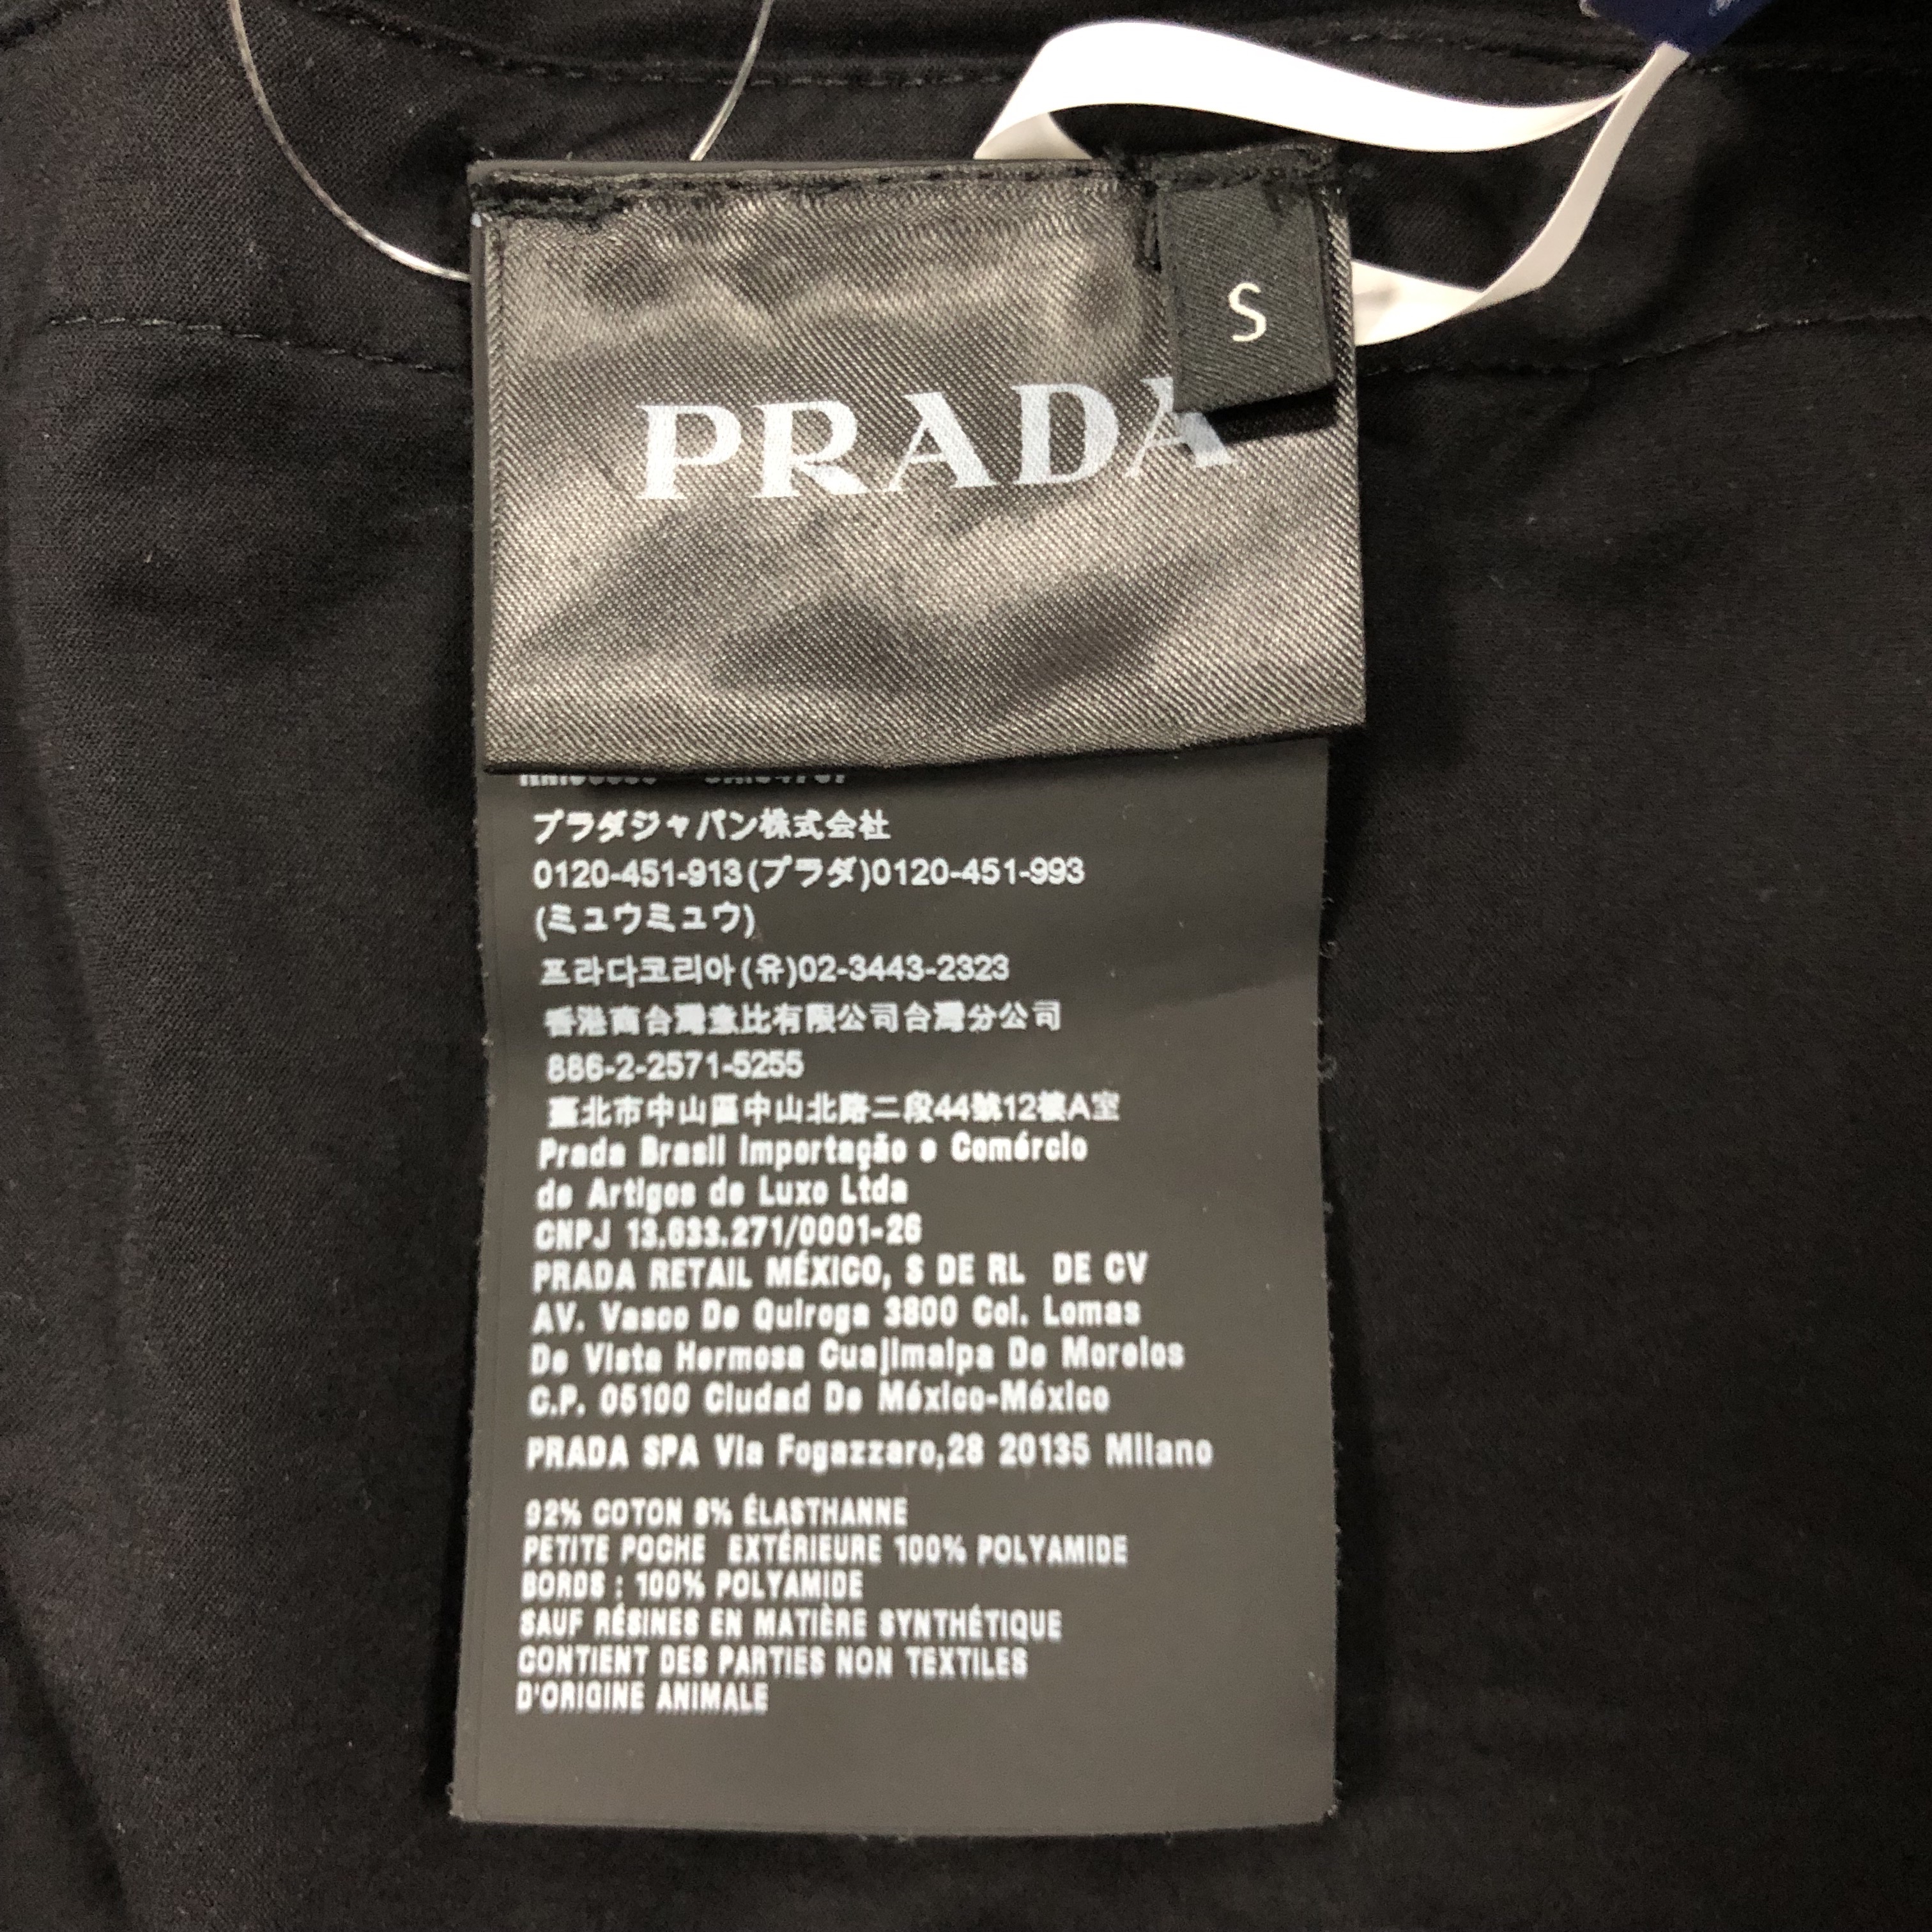 S
PRADA
プラダジャパン株式会社
0120-451-913(プラダ)0120-451-993
(ミュウミュウ)
프라다코리아(유)02-3443-2323
香港商台灣意比有限公司台灣分公司
886-2-2571-5255
臺北市中山區中山北路二段44號12樓A室
Prada Brasil Importação e Comércio
de Artigos de Luxo Ltda
CNPJ 13.633.271/0001-26
PRADA RETAIL MÉXICO, S DE RL DE CV
AV. Vasco De Quiroga 3800 Col. Lomas
De Vista Hermosa Cuajimalpa De Morelos
C.P. 05100 Ciudad De México-México
PRADA SPA Via Fogazzaro,28 20135 Milano
92% COTON 8% ÉLASTHANNE
PETITE POCHE EXTÉRIEURE 100% POLYAMIDE
BORDS : 100% POLYAMIDE
SAUF RÉSINES EN MATIÈRE SYNTHÉTIQUE
CONTIENT DES PARTIES NON TEXTILES
D'ORIGINE ANIMALE